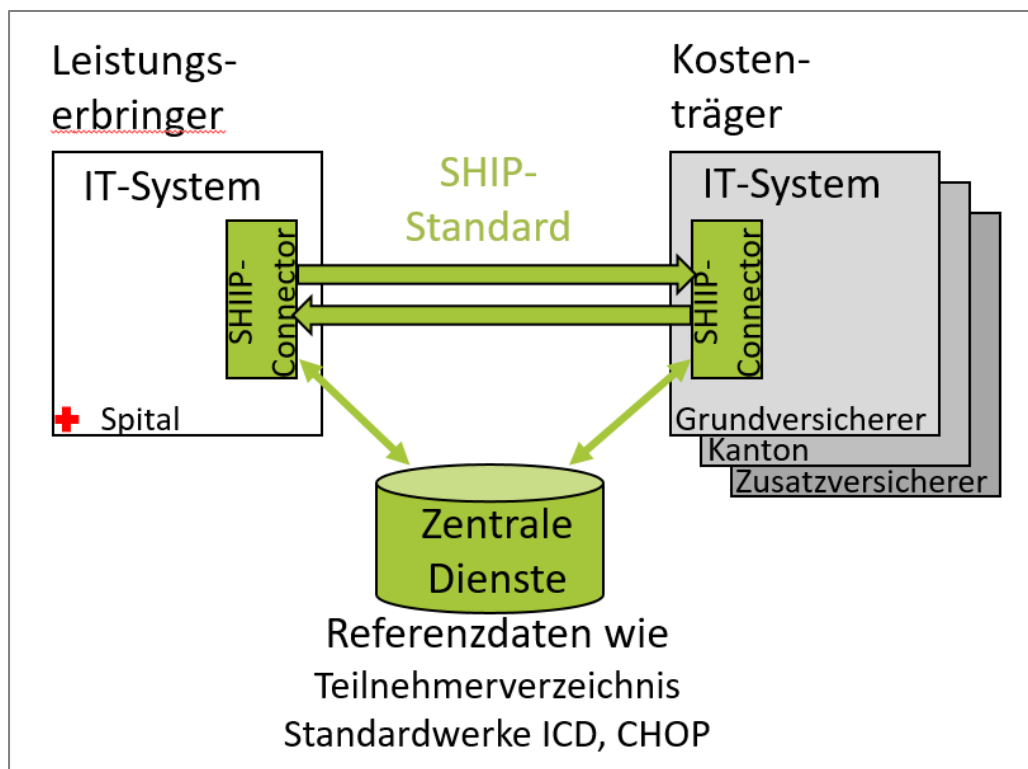 Leistungs-
erbringer
IT-System
SHIIP-
Connector
Spital
SHIP-
Standard
Kosten-
träger
IT-System
SHIIP-
Connector
Grundversicherer
Kanton
Zusatzversicherer
Zentrale
Dienste
Referenzdaten wie
Teilnehmerverzeichnis
Standardwerke ICD, CHOP